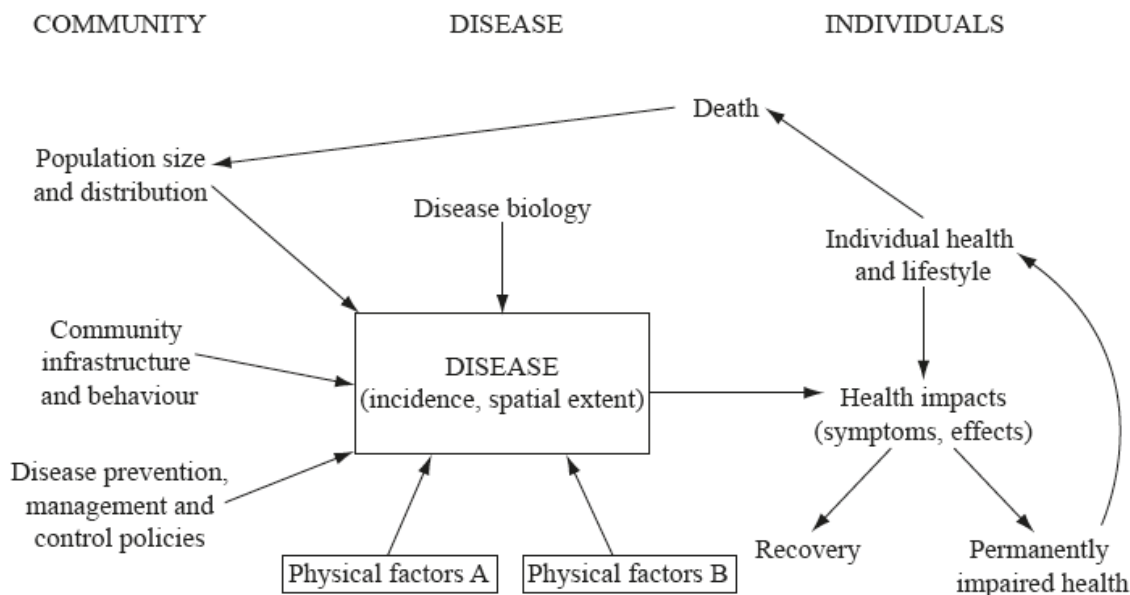 COMMUNITY
DISEASE
INDIVIDUALS
Death
Population size
and distribution
Disease biology
Individual health
and lifestyle
Community
infrastructure
and behaviour
DISEASE
(incidence, spatial extent)
Health impacts
(symptoms, effects)
Disease prevention,
management and
control policies
Physical factors A
Physical factors B
Recovery
Permanently
impaired health